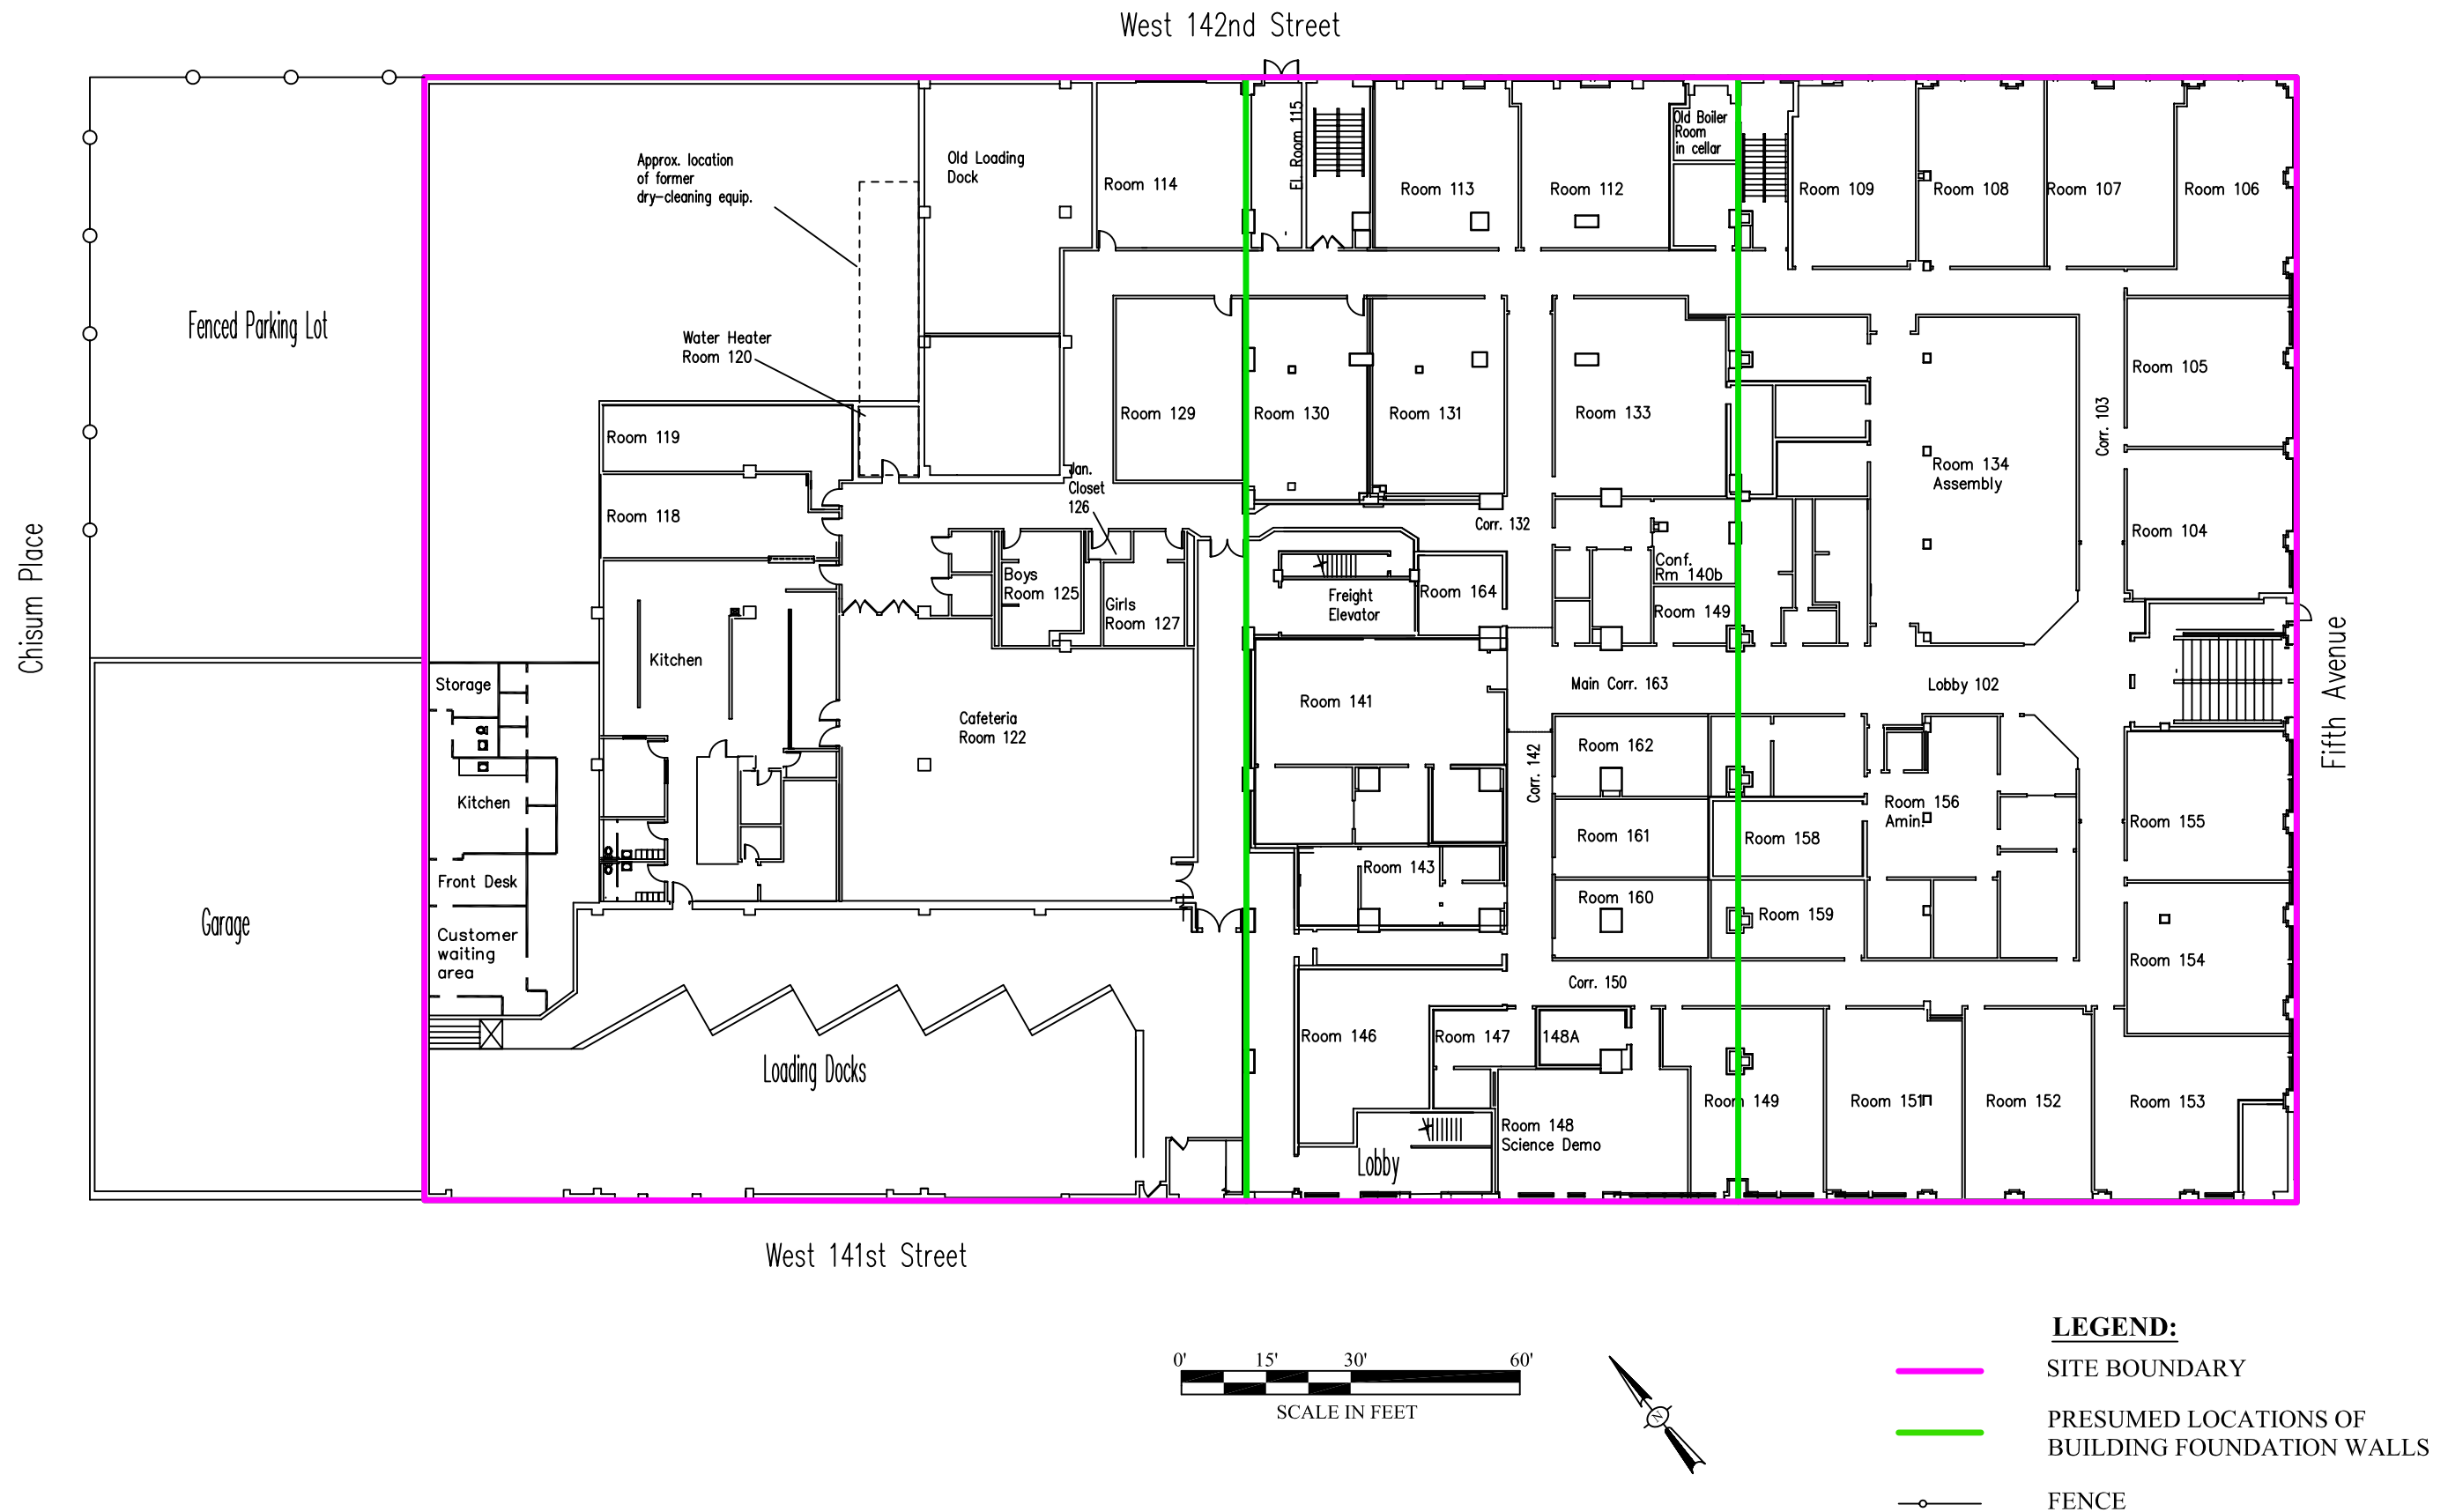 West 142nd Street
Approx. location
of former
dry-cleaning equip.
Old Loading
Dock
Room 114
El. Room 115
Room 113
Room 112
Old Boiler
Room
in cellar
Room 109
Room 108
Room 107
Room 106
Fenced Parking Lot
Water Heater
Room 120
Room 119
Room 118
Room 129
Room 130
Room 131
Room 133
Room 134
Assembly
Corr. 103
Room 105
Room 104
Jan.
Closet
126
Corr. 132
Chisum Place
Boys
Room 125
Girls
Room 127
Freight
Elevator
Room 164
Conf.
Rm 140b
Room 149
Kitchen
Storage
Cafeteria
Room 122
Room 141
Main Corr. 163
Lobby 102
Fifth Avenue
Kitchen
Corr. 142
Room 162
Room 161
Room 158
Room 156
Amin.
Room 155
Room 143
Front Desk
Garage
Customer
waiting
area
Room 160
Room 159
Room 154
Corr. 150
Loading Docks
Room 146
Room 147
148A
Room 148
Science Demo
Lobby
Room 149
Room 151
Room 152
Room 153
West 141st Street
0' 15' 30' 60'
SCALE IN FEET
N
LEGEND:
SITE BOUNDARY
PRESUMED LOCATIONS OF
BUILDING FOUNDATION WALLS
FENCE